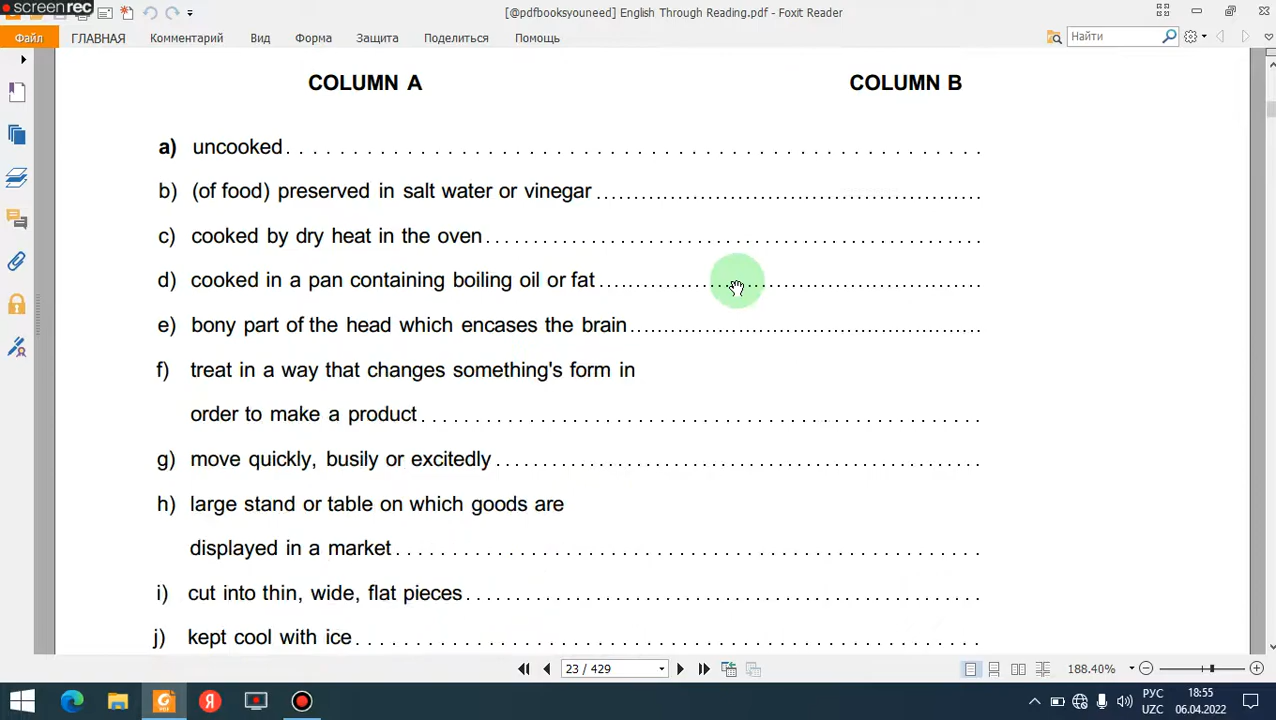 screenrec
[@pdfbooksyouneed] English Through Reading.pdf - Foxit Reader
Файл ГЛАВНАЯ Комментарий Вид Форма Защита Поделиться Помощь Найти
COLUMN A COLUMN B
a) uncooked. . . . . . . . . . . . . . . . . . . . . . . . . . . . . . . . . . . . . . . . . . . . . . . . . .
b) (of food) preserved in salt water or vinegar ..................................................................
c) cooked by dry heat in the oven. . . . . . . . . . . . . . . . . . . . . . . . . . . . . . . . . . . . . . . . . . .
d) cooked in a pan containing boiling oil or fat ..................................................................
e) bony part of the head which encases the brain ..............................................................
f) treat in a way that changes something's form in
order to make a product. . . . . . . . . . . . . . . . . . . . . . . . . . . . . . . . . . . . . . . . . .
g) move quickly, busily or excitedly. . . . . . . . . . . . . . . . . . . . . . . . . . . . . . . . . . . .
h) large stand or table on which goods are
displayed in a market. . . . . . . . . . . . . . . . . . . . . . . . . . . . . . . . . . . . . . . . . . .
i) cut into thin, wide, flat pieces. . . . . . . . . . . . . . . . . . . . . . . . . . . . . . . . . . . . . .
j) kept cool with ice. . . . . . . . . . . . . . . . . . . . . . . . . . . . . . . . . . . . . . . . . . . . . .
23 / 429 188.40%
РУС 18:55
UZC 06.04.2022